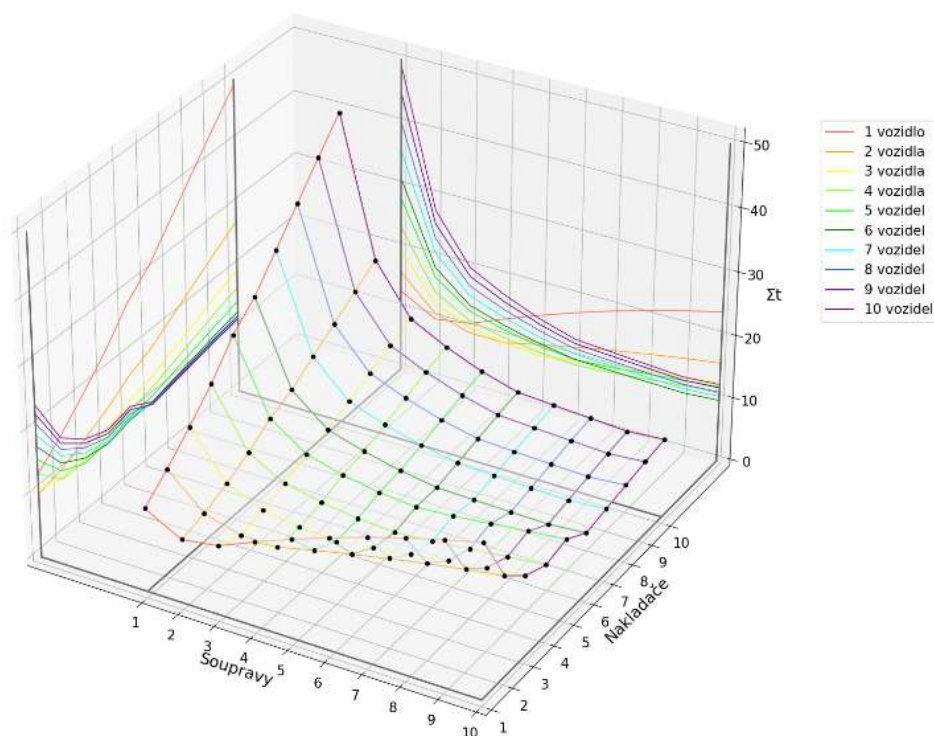 1 vozidlo
2 vozidla
3 vozidla
4 vozidla
5 vozidel
6 vozidel
7 vozidel
8 vozidel
9 vozidel
10 vozidel
50
40
30
Σt
20
10
0
10
9
8
7
6
5
4
3
2
1
Nakladače
1
2
3
4
5
6
7
8
9
10
Soupravy